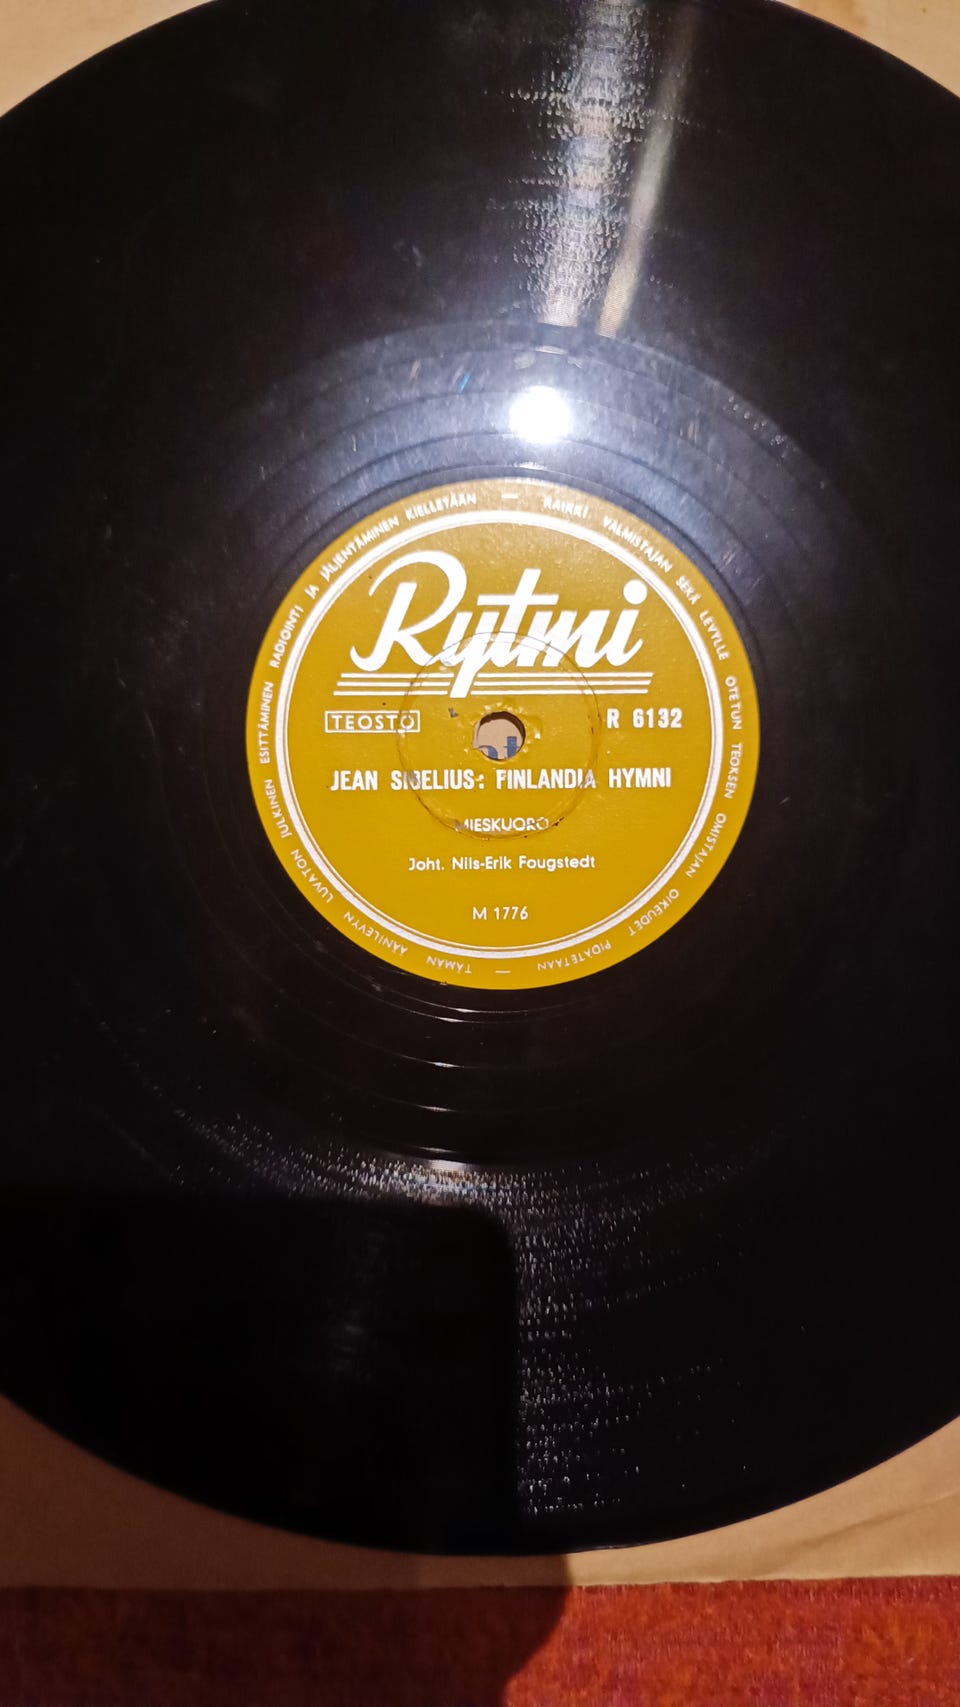 Rytmi
TEOSTO
R 6132
JEAN SIBELIUS: FINLANDIA HYMNI
MIESKUORO
Joht. Nils-Erik Fougstedt
M 1776
— KAIKKI VALMISTAJAN SEKÄ LEVYLLE OTETUN TEOKSEN OMISTAJAN OIKEUDET PIDÄTETÄÄN — TÄMÄN ÄÄNILEVYN LUVATON JULKINEN ESITTÄMINEN RADIOINTI JA JÄLJENTÄMINEN KIELLETÄÄN